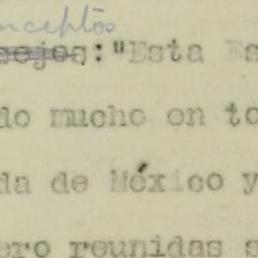 nceptos
sejos: "Esta Es
do mucho on to
da de México y
ero reunidas s